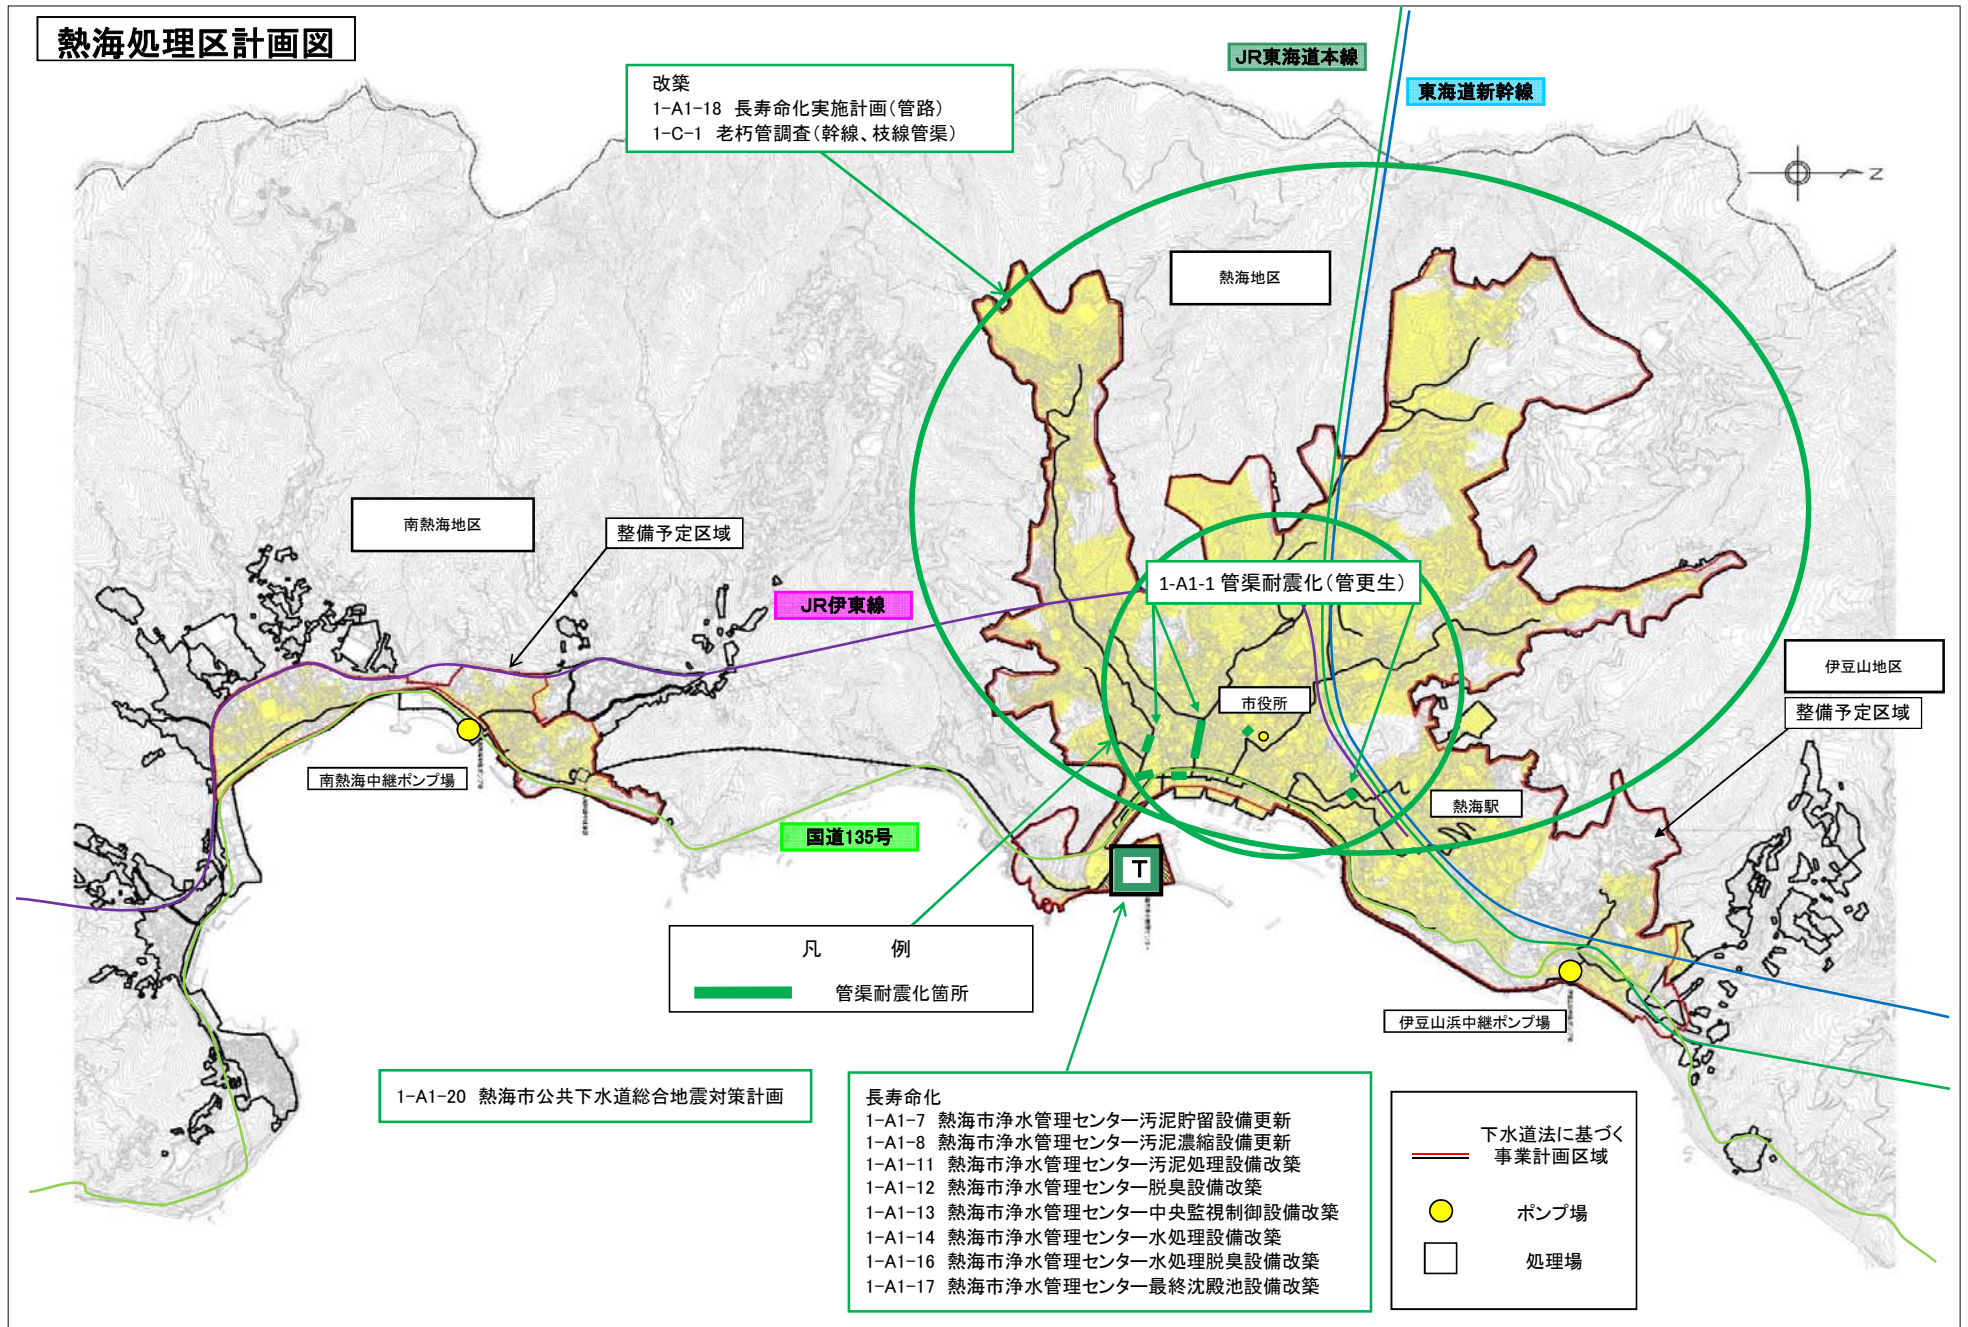 熱海処理区計画図
改築
1-A1-18 長寿命化実施計画(管路)
1-C-1 老朽管調査(幹線、枝線管渠)
JR東海道本線
東海道新幹線
Z
熱海地区
南熱海地区
整備予定区域
JR伊東線
1-A1-1 管渠耐震化(管更生)
市役所
伊豆山地区
整備予定区域
南熱海中継ポンプ場
国道135号
熱海駅
T
凡 例
管渠耐震化箇所
伊豆山浜中継ポンプ場
1-A1-20 熱海市公共下水道総合地震対策計画
長寿命化
1-A1-7 熱海市浄水管理センター汚泥貯留設備更新
1-A1-8 熱海市浄水管理センター汚泥濃縮設備更新
1-A1-11 熱海市浄水管理センター汚泥処理設備改築
1-A1-12 熱海市浄水管理センター脱臭設備改築
1-A1-13 熱海市浄水管理センター中央監視制御設備改築
1-A1-14 熱海市浄水管理センター水処理設備改築
1-A1-16 熱海市浄水管理センター水処理脱臭設備改築
1-A1-17 熱海市浄水管理センター最終沈殿池設備改築
下水道法に基づく
事業計画区域
ポンプ場
処理場